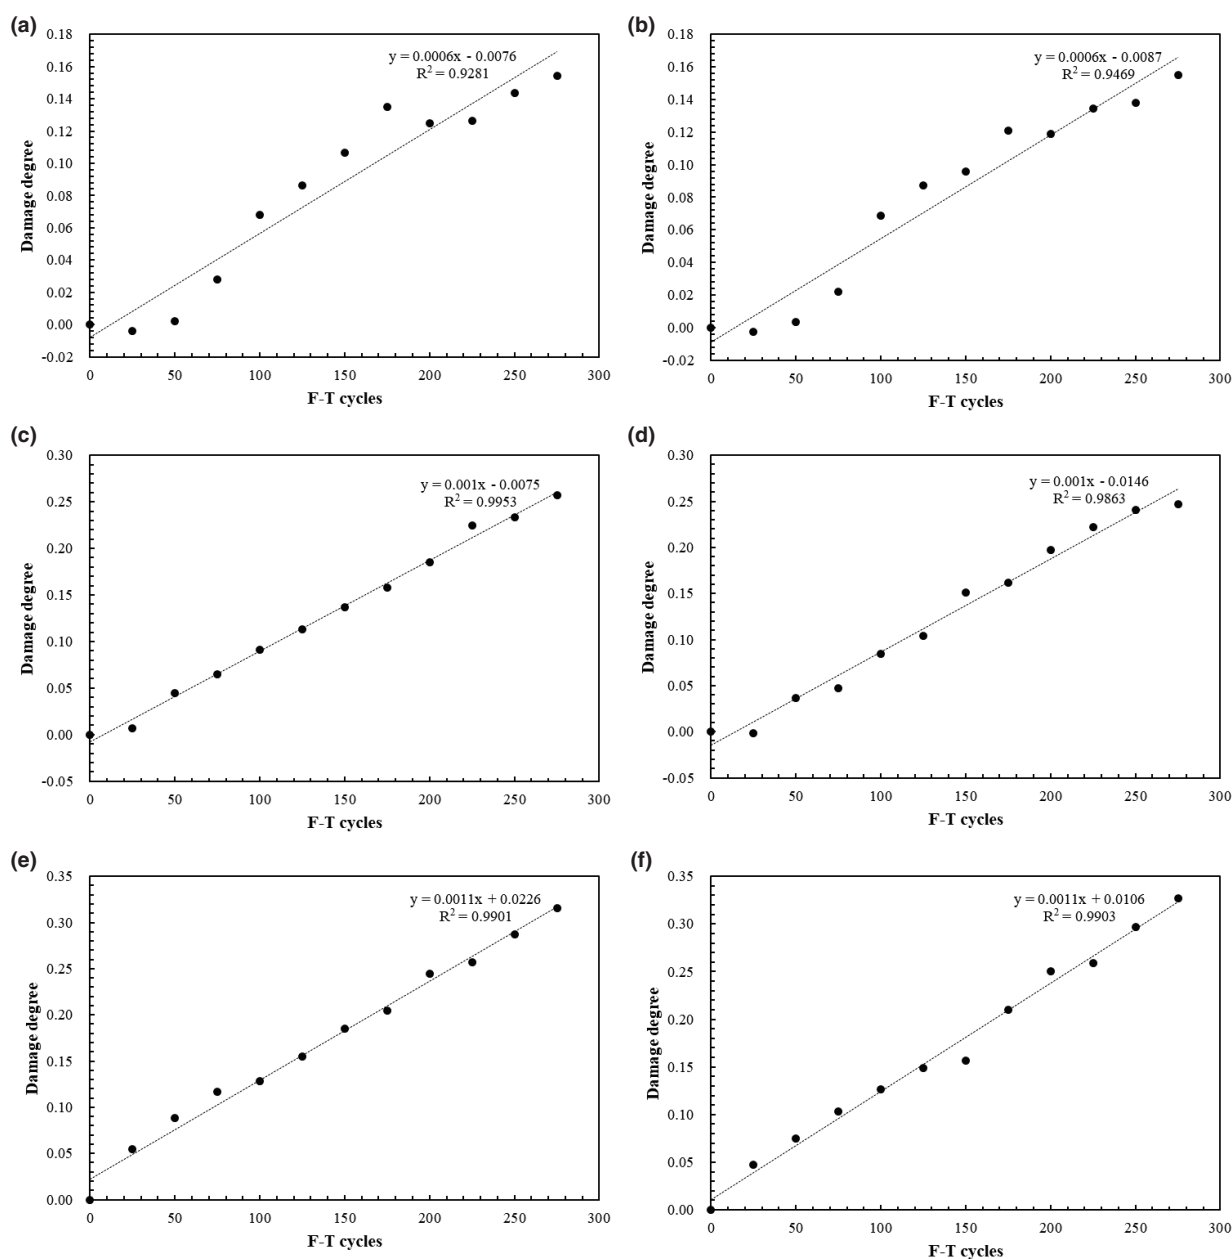 (a)
y = 0.0006x - 0.0076
R² = 0.9281
0.18
0.16
0.14
0.12
0.10
0.08
0.06
0.04
0.02
0.00
-0.02
Damage degree
0 50 100 150 200 250 300
F-T cycles
(b)
y = 0.0006x - 0.0087
R² = 0.9469
0.18
0.16
0.14
0.12
0.10
0.08
0.06
0.04
0.02
0.00
-0.02
Damage degree
0 50 100 150 200 250 300
F-T cycles
(c)
y = 0.001x - 0.0075
R² = 0.9953
0.30
0.25
0.20
0.15
0.10
0.05
0.00
-0.05
Damage degree
0 50 100 150 200 250 300
F-T cycles
(d)
y = 0.001x - 0.0146
R² = 0.9863
0.30
0.25
0.20
0.15
0.10
0.05
0.00
-0.05
Damage degree
0 50 100 150 200 250 300
F-T cycles
(e)
y = 0.0011x + 0.0226
R² = 0.9901
0.35
0.30
0.25
0.20
0.15
0.10
0.05
0.00
Damage degree
0 50 100 150 200 250 300
F-T cycles
(f)
y = 0.0011x + 0.0106
R² = 0.9903
0.35
0.30
0.25
0.20
0.15
0.10
0.05
0.00
Damage degree
0 50 100 150 200 250 300
F-T cycles